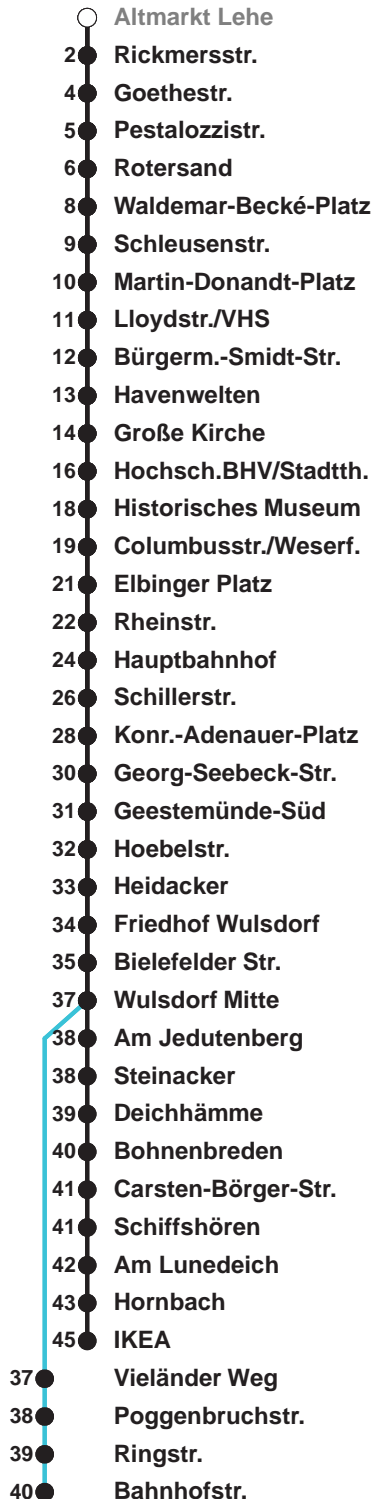 Altmarkt Lehe
2 Rickmersstr.
4 Goethestr.
5 Pestalozzistr.
6 Rotersand
8 Waldemar-Becké-Platz
9 Schleusenstr.
10 Martin-Donandt-Platz
11 Lloydstr./VHS
12 Bürgerm.-Smidt-Str.
13 Havenwelten
14 Große Kirche
16 Hochsch.BHV/Stadtth.
18 Historisches Museum
19 Columbusstr./Weserf.
21 Elbinger Platz
22 Rheinstr.
24 Hauptbahnhof
26 Schillerstr.
28 Konr.-Adenauer-Platz
30 Georg-Seebeck-Str.
31 Geestemünde-Süd
32 Hoebelstr.
33 Heidacker
34 Friedhof Wulsdorf
35 Bielefelder Str.
37 Wulsdorf Mitte
38 Am Jedutenberg
38 Steinacker
39 Deichhämme
40 Bohnenbreden
41 Carsten-Börger-Str.
41 Schiffshören
42 Am Lunedeich
43 Hornbach
45 IKEA
37 Vieländer Weg
38 Poggenbruchstr.
39 Ringstr.
40 Bahnhofstr.